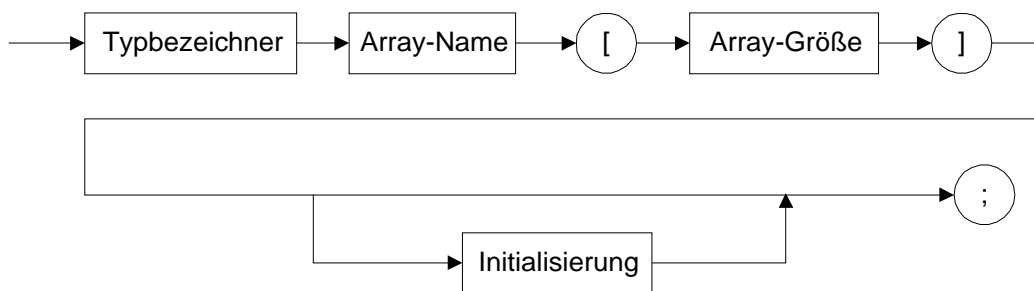 Typbezeichner Array-Name [ Array-Größe ]
;
Initialisierung